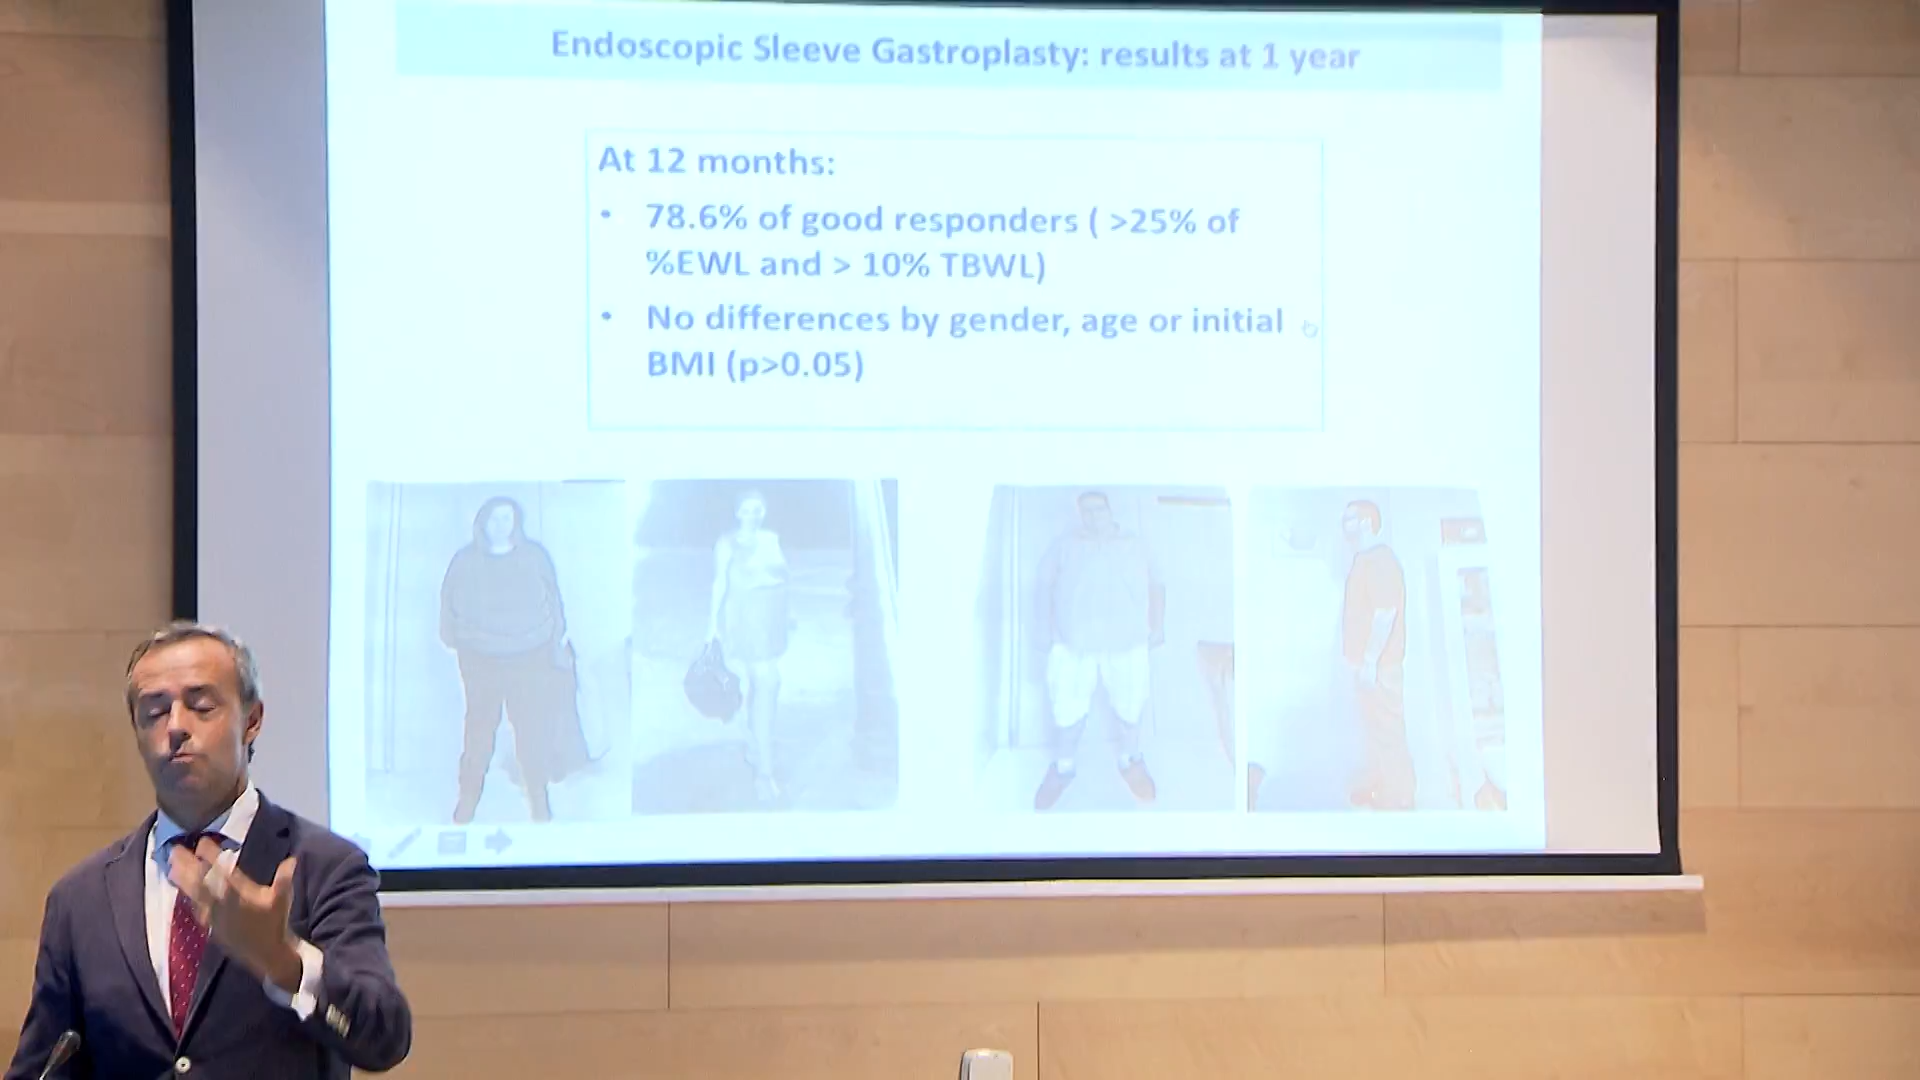 Endoscopic Sleeve Gastroplasty: results at 1 year
At 12 months:
• 78.6% of good responders ( >25% of
%EWL and > 10% TBWL)
• No differences by gender, age or initial
BMI (p>0.05)